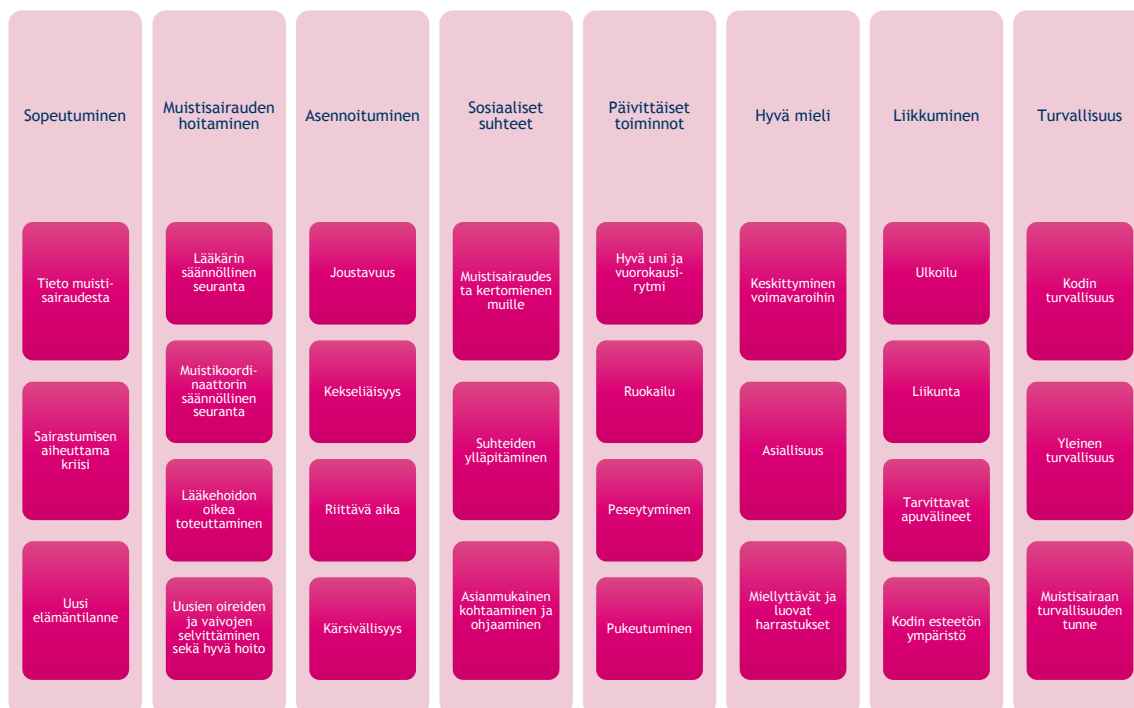 Sopeutuminen
Tieto muisti-
sairaudesta
Sairastumisen
aiheuttama
kriisi
Uusi
elämäntilanne
Muistisairauden
hoitaminen
Lääkärin
säännöllinen
seuranta
Muistikoordi-
naattorin
säännöllinen
seuranta
Lääkehoidon
oikea
toteuttaminen
Uusien oireiden
ja vaivojen
selvittäminen
sekä hyvä hoito
Asennoituminen
Joustavuus
Kekseliäisyys
Riittävä aika
Kärsivällisyys
Sosiaaliset
suhteet
Muistisairaudes
ta kertomienen
muille
Suhteiden
ylläpitäminen
Asianmukainen
kohtaaminen ja
ohjaaminen
Päivittäiset
toiminnot
Hyvä uni ja
vuorokausi-
rytmi
Ruokailu
Peseytyminen
Pukeutuminen
Hyvä mieli
Keskittyminen
voimavaroihin
Asiallisuus
Miellyttävät ja
luovat
harrastukset
Liikkuminen
Ulkoilu
Liikunta
Tarvittavat
apuvälineet
Kodin esteetön
ympäristö
Turvallisuus
Kodin
turvallisuus
Yleinen
turvallisuus
Muistisairaan
turvallisuuden
tunne